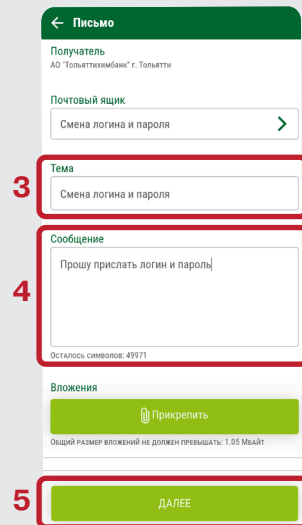 ← Письмо
Получатель
АО "Тольяттихимбанк" г. Тольятти
Почтовый ящик
Смена логина и пароля
3
Тема
Смена логина и пароля
4
Сообщение
Прошу прислать логин и пароль
Осталось символов: 49971
Вложения
Прикрепить
Общий размер вложений не должен превышать: 1.05 Мбайт
5
ДАЛЕЕ